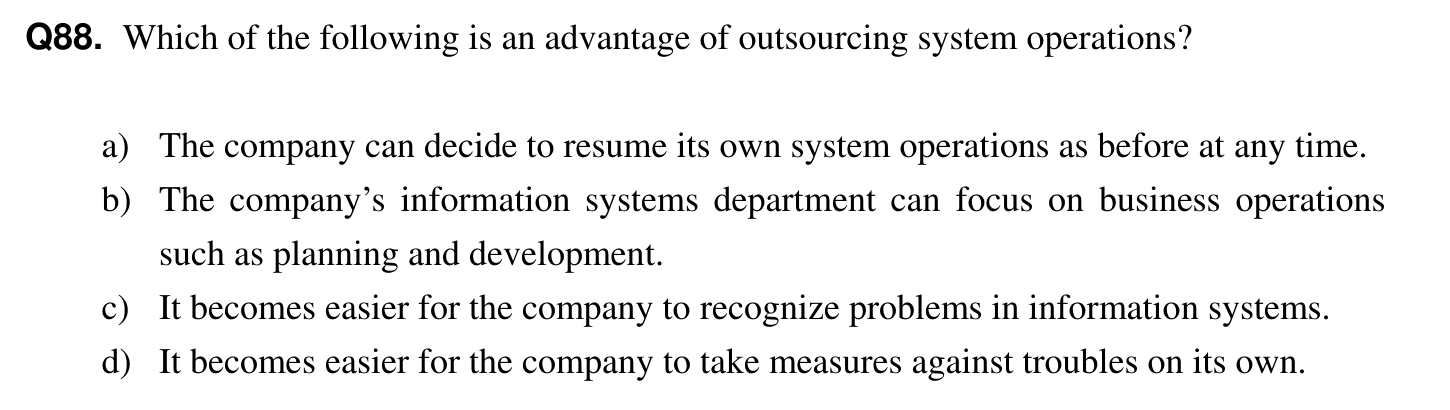 Q88. Which of the following is an advantage of outsourcing system operations?
a) The company can decide to resume its own system operations as before at any time.
b) The company’s information systems department can focus on business operations
such as planning and development.
c) It becomes easier for the company to recognize problems in information systems.
d) It becomes easier for the company to take measures against troubles on its own.